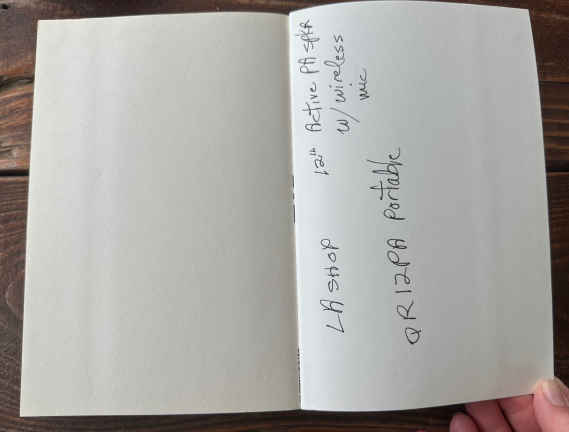 LA SHOP 12" Active PA SPKR
w/ wireless
mic
QR12PA Portable